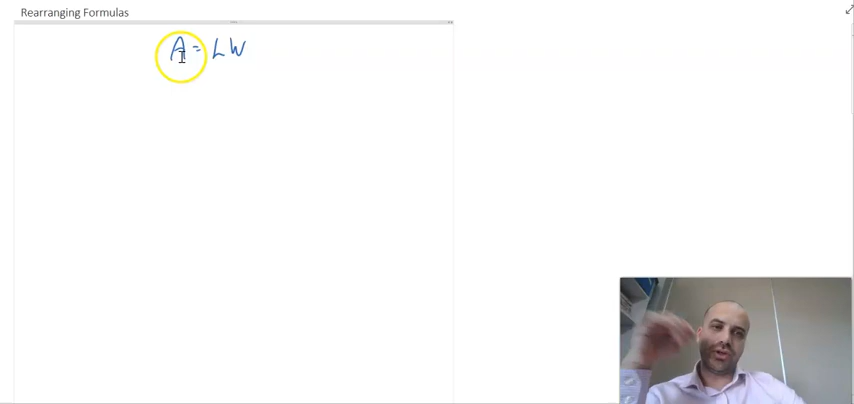 Rearranging Formulas
A = LW